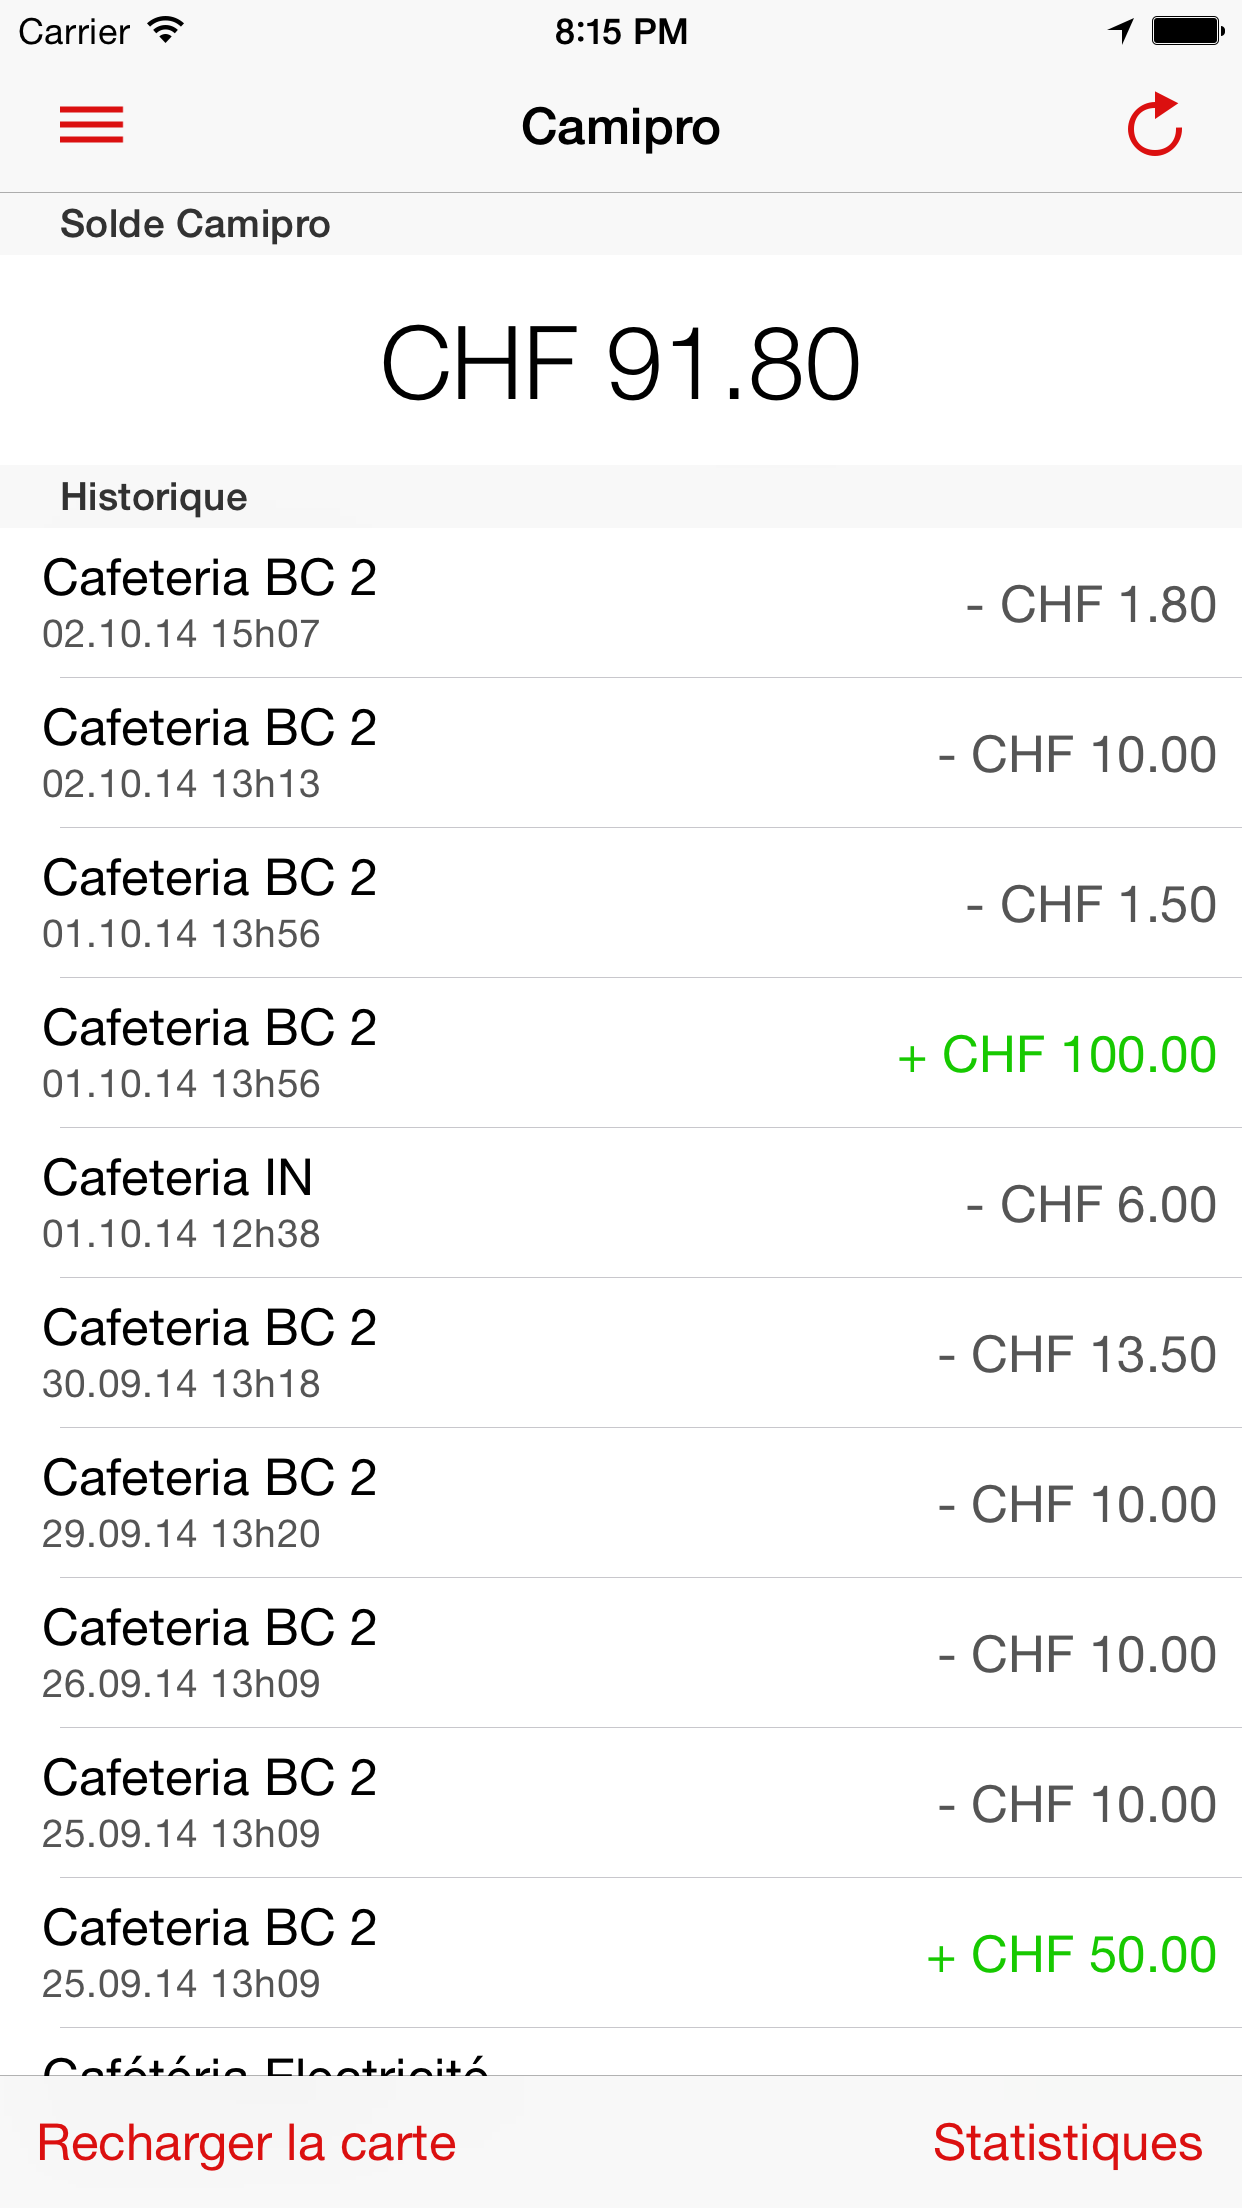 Carrier 8:15 PM
Camipro
Solde Camipro
CHF 91.80
Historique
Cafeteria BC 2
02.10.14 15h07
- CHF 1.80
Cafeteria BC 2
02.10.14 13h13
- CHF 10.00
Cafeteria BC 2
01.10.14 13h56
- CHF 1.50
Cafeteria BC 2
01.10.14 13h56
+ CHF 100.00
Cafeteria IN
01.10.14 12h38
- CHF 6.00
Cafeteria BC 2
30.09.14 13h18
- CHF 13.50
Cafeteria BC 2
29.09.14 13h20
- CHF 10.00
Cafeteria BC 2
26.09.14 13h09
- CHF 10.00
Cafeteria BC 2
25.09.14 13h09
- CHF 10.00
Cafeteria BC 2
25.09.14 13h09
+ CHF 50.00
Cafétéria Electricité
Recharger la carte
Statistiques